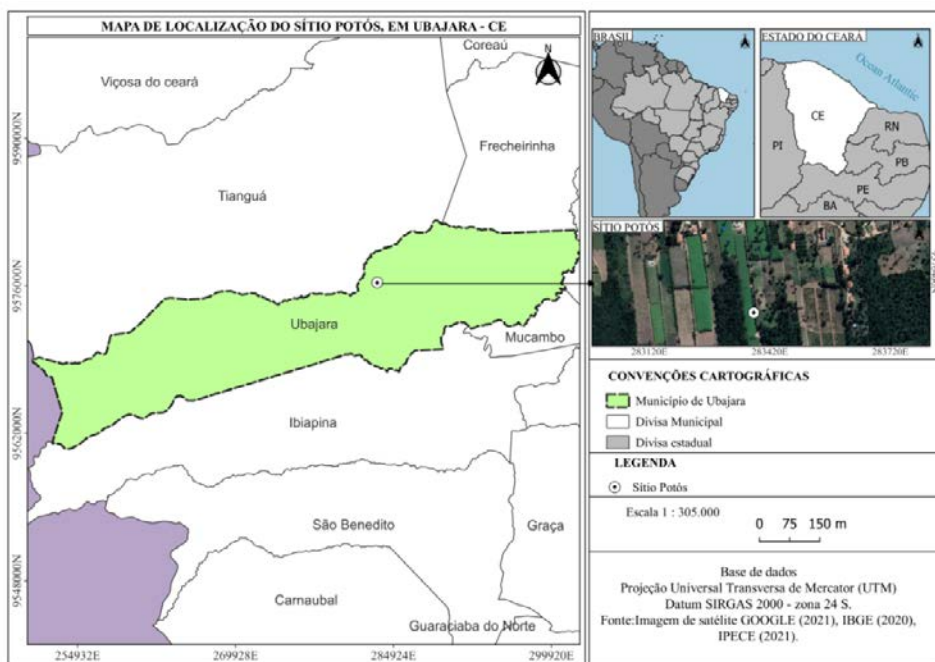 MAPA DE LOCALIZAÇÃO DO SÍTIO POTÓS, EM UBAJARA - CE
Coreaú
N
Viçosa do ceará
Frecheirinha
Tianguá
Ubajara
Mucambo
Ibiapina
São Benedito
Graça
Carnaubal
Guaraciaba do Norte
9590000N
9576000N
9562000N
9548000N
254932E
269928E
284924E
299920E
BRASIL
ESTADO DO CEARÁ
Ocean Atlantic
CE
RN
PI
PB
PE
BA
SÍTIO POTÓS
283120E
283420E
283720E
CONVENÇÕES CARTOGRÁFICAS
Município de Ubajara
Divisa Municipal
Divisa estadual
LEGENDA
Sítio Potós
Escala 1 : 305.000
0 75 150 m
Base de dados
Projeção Universal Transversa de Mercator (UTM)
Datum SIRGAS 2000 - zona 24 S.
Fonte:Imagem de satélite GOOGLE (2021), IBGE (2020),
IPECE (2021).